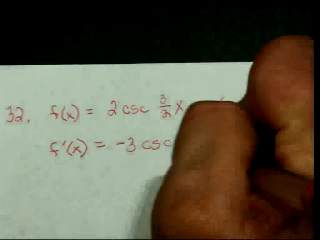 32. f(x) = 2 csc 3/2 x
f'(x) = -3 csc